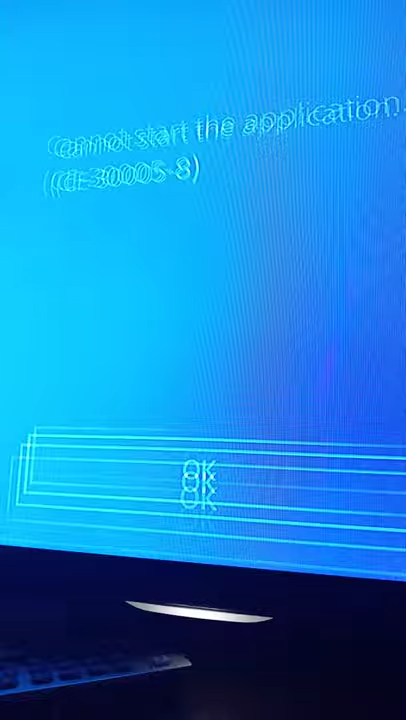 Cannot start the application.
(CE-30005-8)
OK